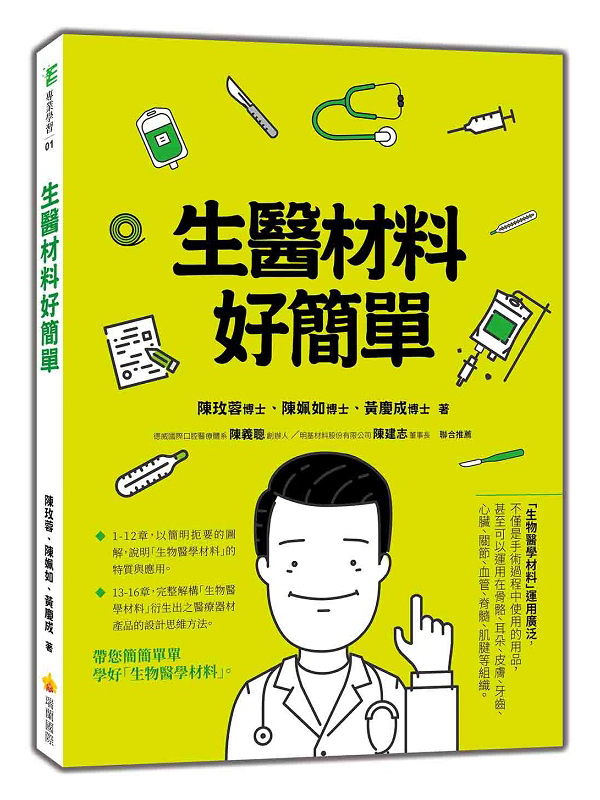 專業學習
01
生醫材料好簡單
陳玫蓉、陳姵如、黃慶成 著
瑞蘭國際
生醫材料
好簡單
陳玫蓉博士、陳姵如博士、黃慶成博士 著
德威國際口腔醫療體系 陳義聰 創辦人／明基材料股份有限公司 陳建志 董事長 聯合推薦
◆ 1-12章，以簡明扼要的圖
解，說明「生物醫學材料」的
特質與應用。
◆ 13-16章，完整解構「生物醫
學材料」衍生出之醫療器材
產品的設計思維方法。
帶您簡簡單單
學好「生物醫學材料」。
「生物醫學材料」運用廣泛，
不僅是手術過程中使用的用品，
甚至可以運用在骨骼、耳朵、皮膚、牙齒、
心臟、關節、血管、脊髓、肌腱等組織。